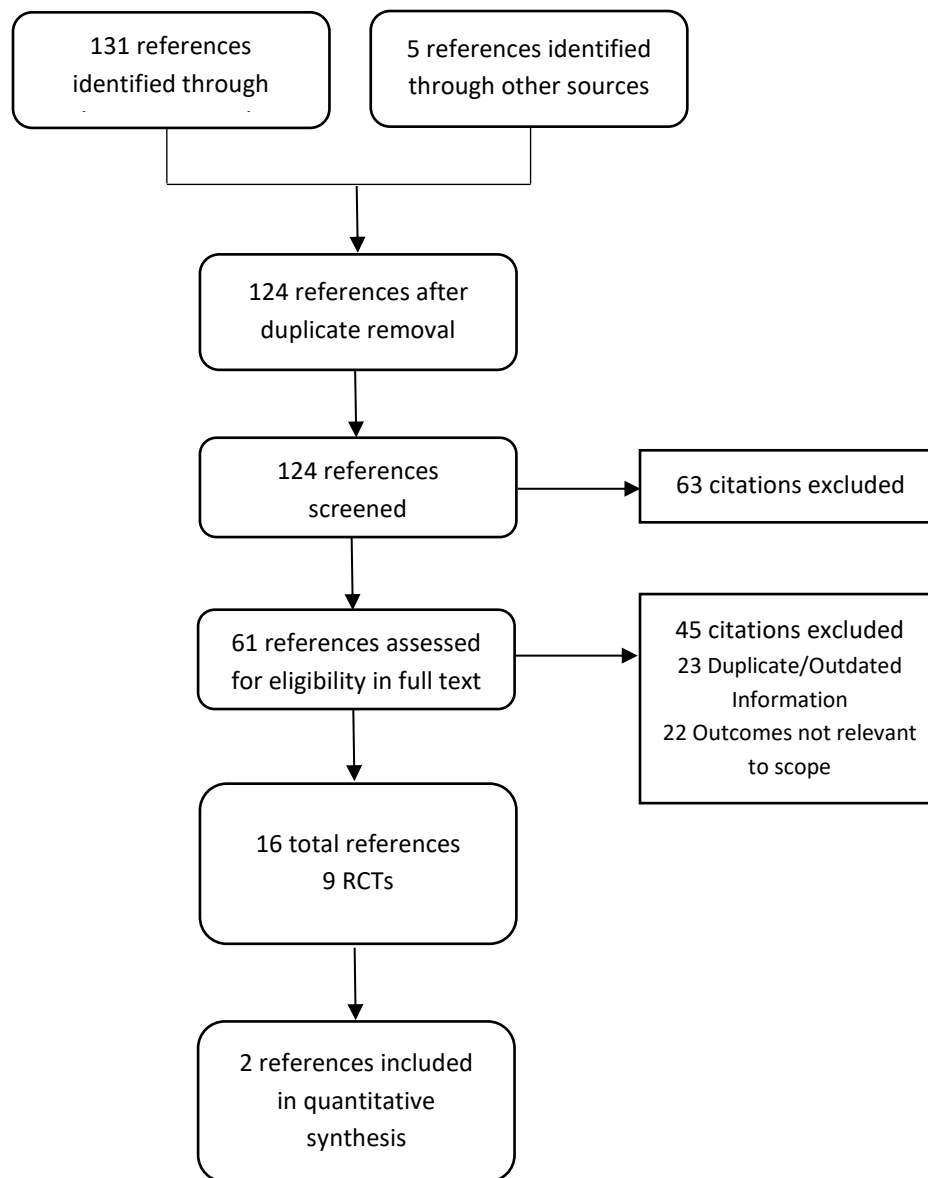 131 references
identified through
5 references identified
through other sources
124 references after
duplicate removal
124 references
screened
63 citations excluded
61 references assessed
for eligibility in full text
45 citations excluded
23 Duplicate/Outdated
Information
22 Outcomes not relevant
to scope
16 total references
9 RCTs
2 references included
in quantitative
synthesis